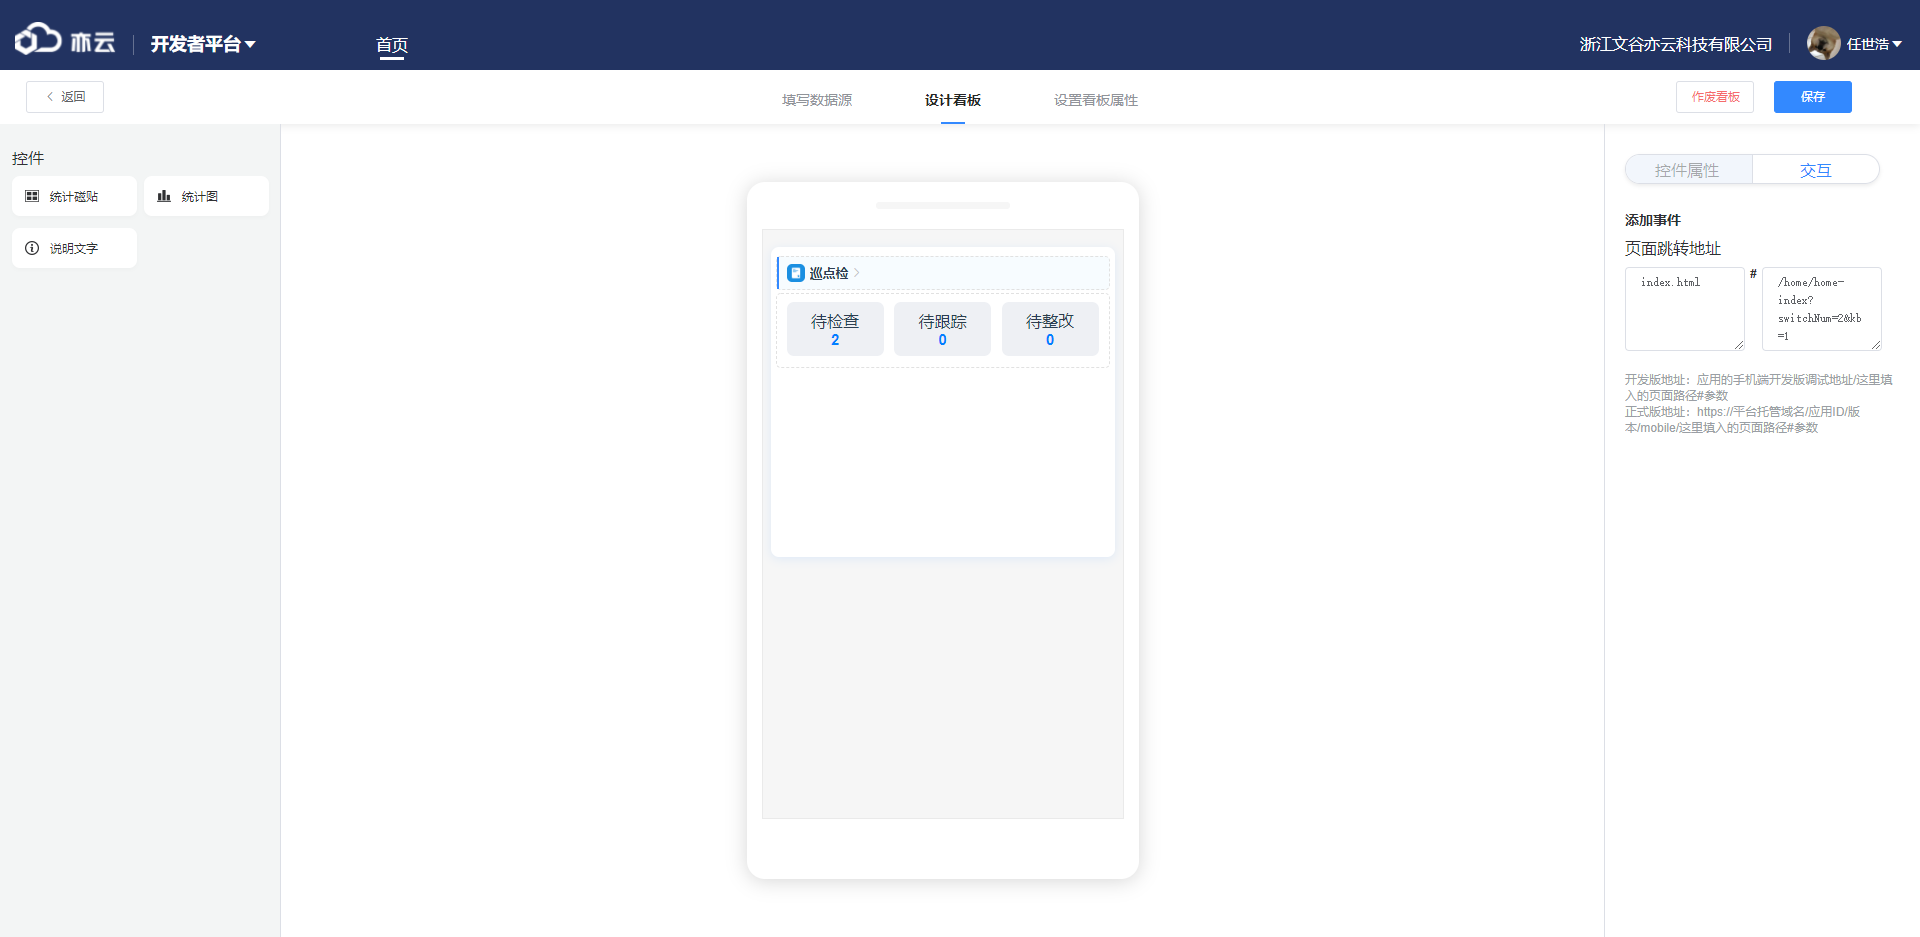 亦云
开发者平台
首页
浙江文谷亦云科技有限公司
任世浩
返回
填写数据源
设计看板
设置看板属性
作废看板
保存
控件
统计磁贴
统计图
说明文字
巡点检
待检查
2
待跟踪
0
待整改
0
控件属性
交互
添加事件
页面跳转地址
index.html
#
/home/home-
index?
switchNum=2&kb
=1
开发版地址：应用的手机端开发版调试地址/这里填
入的页面路径#参数
正式版地址：https://平台托管域名/应用ID/版
本/mobile/这里填入的页面路径#参数